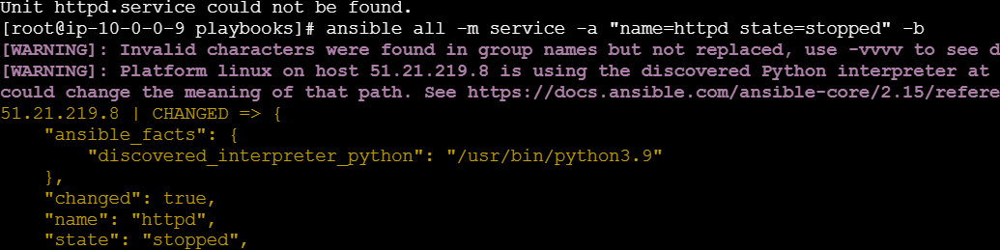 Unit httpd.service could not be found.
[root@ip-10-0-0-9 playbooks]# ansible all -m service -a "name=httpd state=stopped" -b
[WARNING]: Invalid characters were found in group names but not replaced, use -vvvv to see d
[WARNING]: Platform linux on host 51.21.219.8 is using the discovered Python interpreter at
could change the meaning of that path. See https://docs.ansible.com/ansible-core/2.15/refere
51.21.219.8 | CHANGED => {
    "ansible_facts": {
        "discovered_interpreter_python": "/usr/bin/python3.9"
    },
    "changed": true,
    "name": "httpd",
    "state": "stopped",